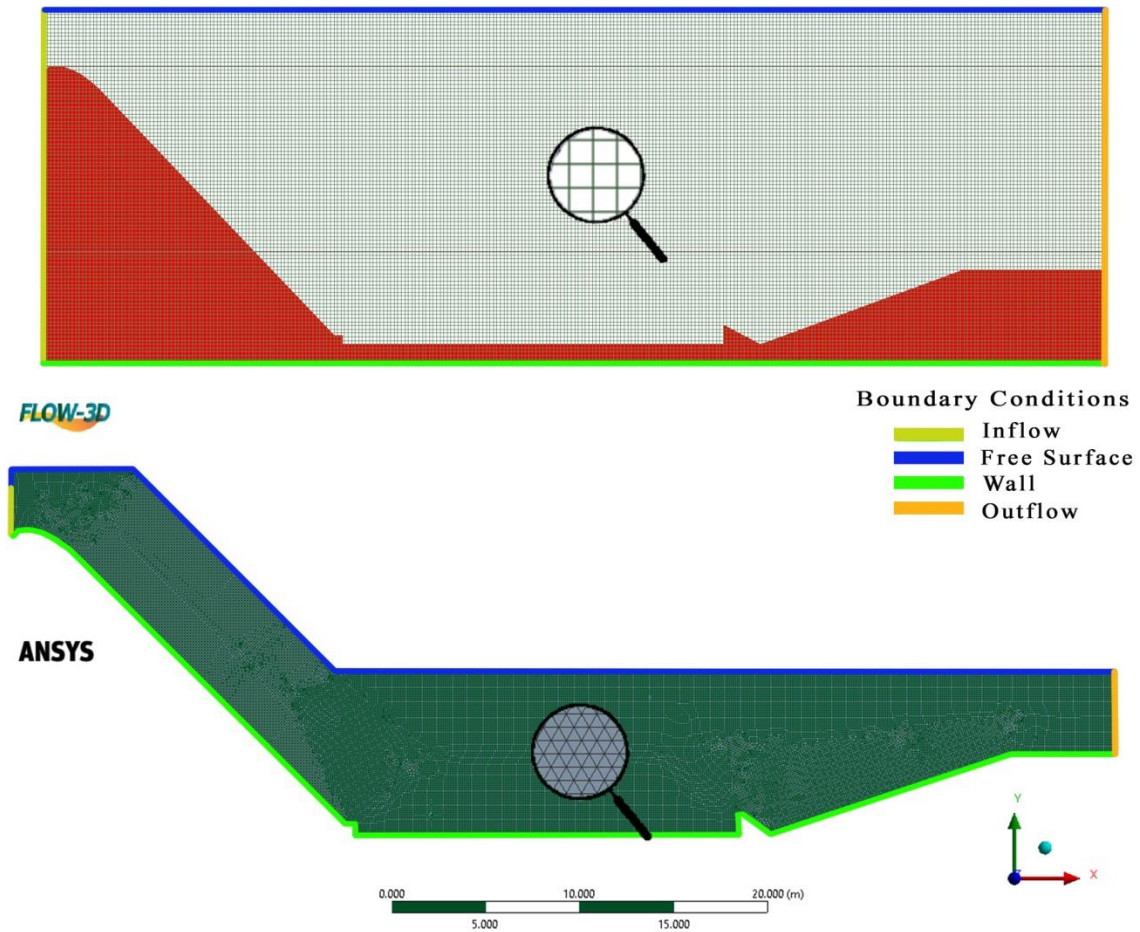 FLOW-3D
Boundary Conditions
Inflow
Free Surface
Wall
Outflow
ANSYS
Y
X
0.000 10.000 20.000 (m)
5.000 15.000